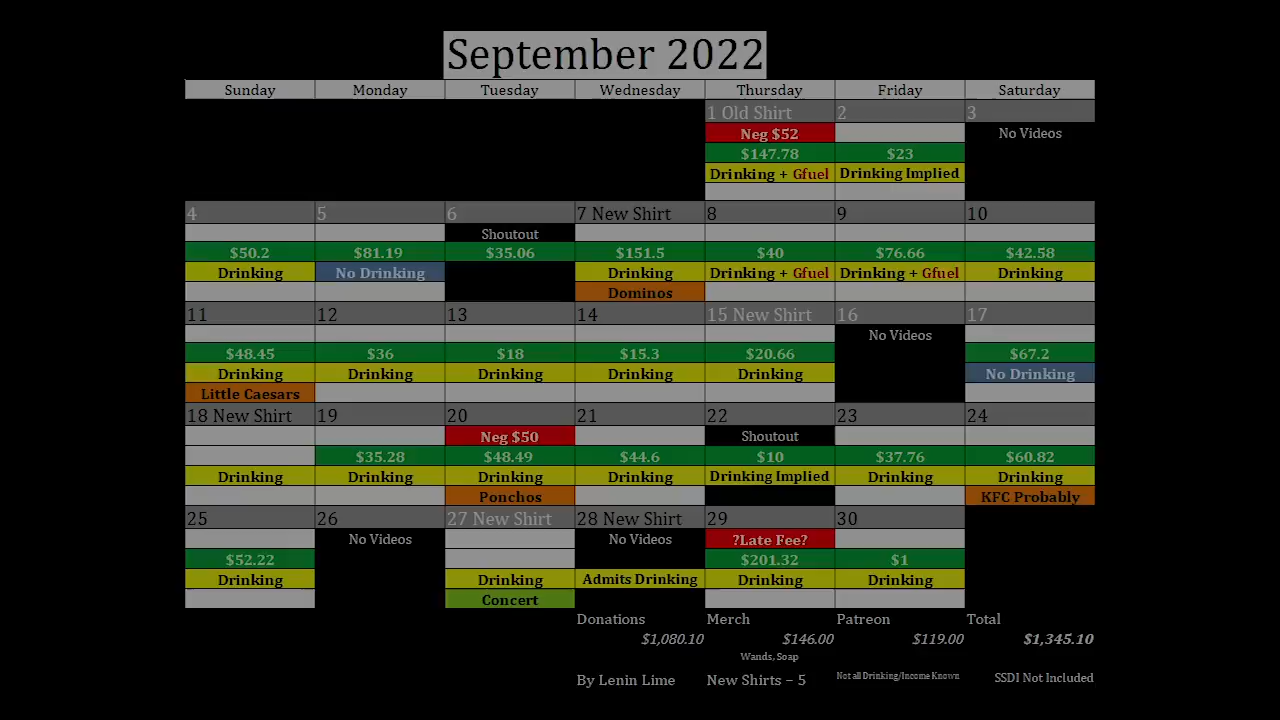 September 2022
Sunday Monday Tuesday Wednesday Thursday Friday Saturday
1 Old Shirt 2 3
Neg $52 No Videos
$147.78 $23
Drinking + Gfuel Drinking Implied
4 5 6 7 New Shirt 8 9 10
Shoutout
$50.2 $81.19 $35.06 $151.5 $40 $76.66 $42.58
Drinking No Drinking Drinking Drinking + Gfuel Drinking + Gfuel Drinking
Dominos
11 12 13 14 15 New Shirt 16 17
No Videos
$48.45 $36 $18 $15.3 $20.66 $67.2
Drinking Drinking Drinking Drinking Drinking No Drinking
Little Caesars
18 New Shirt 19 20 21 22 23 24
Neg $50 Shoutout
$35.28 $48.49 $44.6 $10 $37.76 $60.82
Drinking Drinking Drinking Drinking Drinking Implied Drinking Drinking
Ponchos KFC Probably
25 26 27 New Shirt 28 New Shirt 29 30
No Videos No Videos ?Late Fee?
$52.22 $201.32 $1
Drinking Drinking Admits Drinking Drinking Drinking
Concert
Donations Merch Patreon Total
$1,080.10 $146.00 $119.00 $1,345.10
Wands, Soap
By Lenin Lime New Shirts – 5 Not all Drinking/Income Known SSDI Not Included